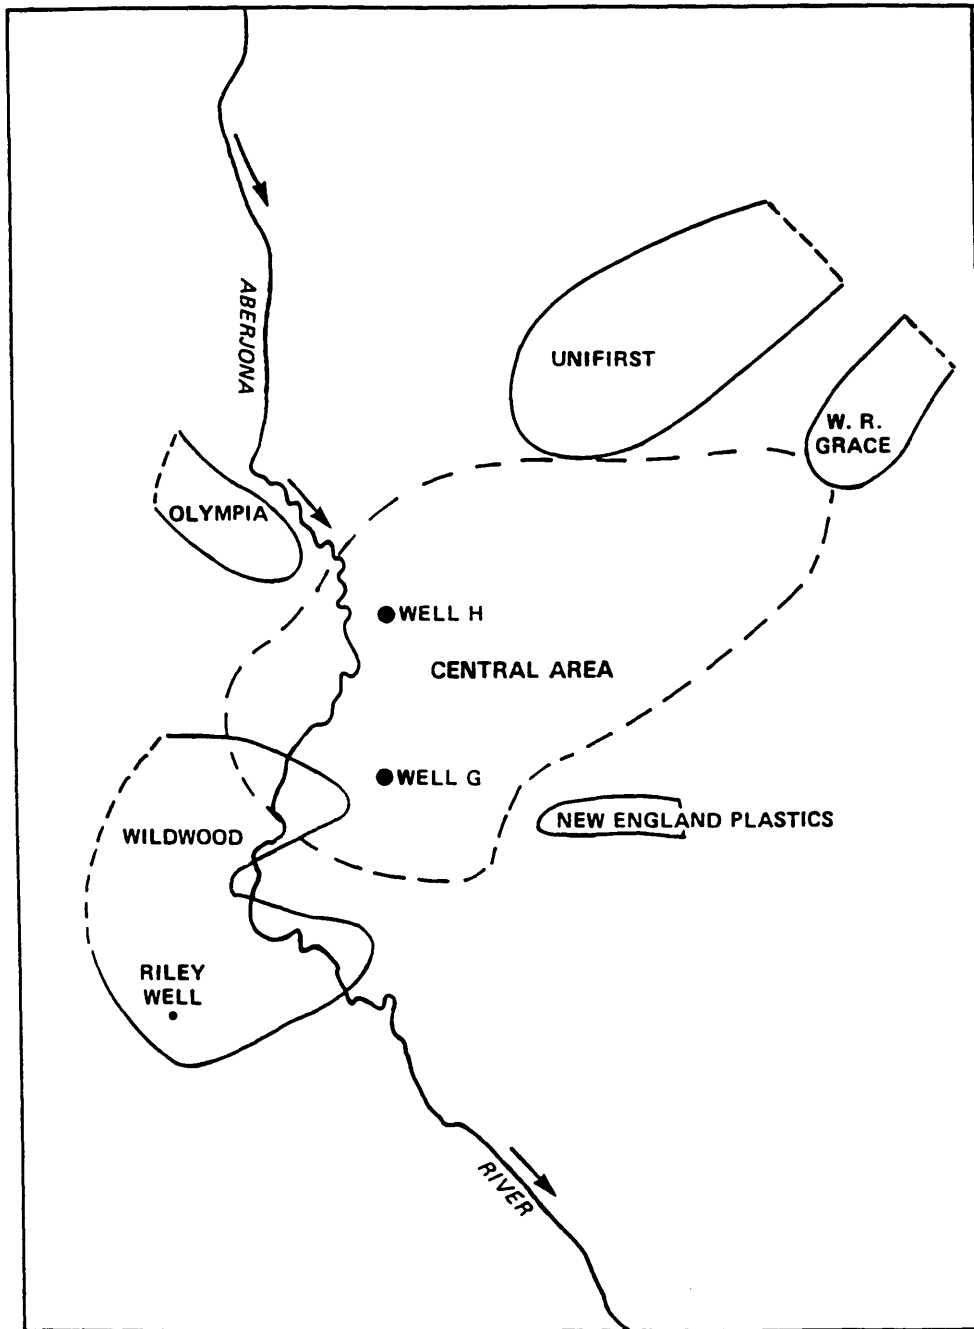 ABERJONA
UNIFIRST
W. R.
GRACE
OLYMPIA
WELL H
CENTRAL AREA
WELL G
NEW ENGLAND PLASTICS
WILDWOOD
RILEY
WELL
RIVER